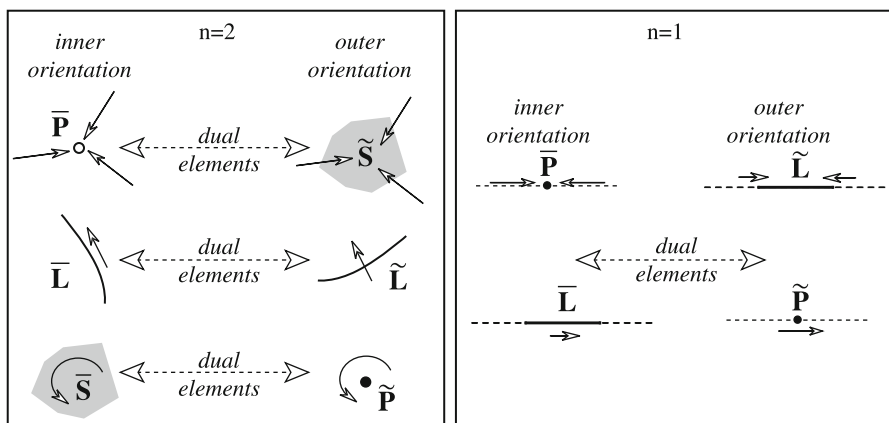 n=2
inner orientation
outer orientation
P̅
dual elements
S̃
L̅
dual elements
L̃
S̅
dual elements
P̃
n=1
inner orientation
outer orientation
P̅
L̃
dual elements
L̅
P̃